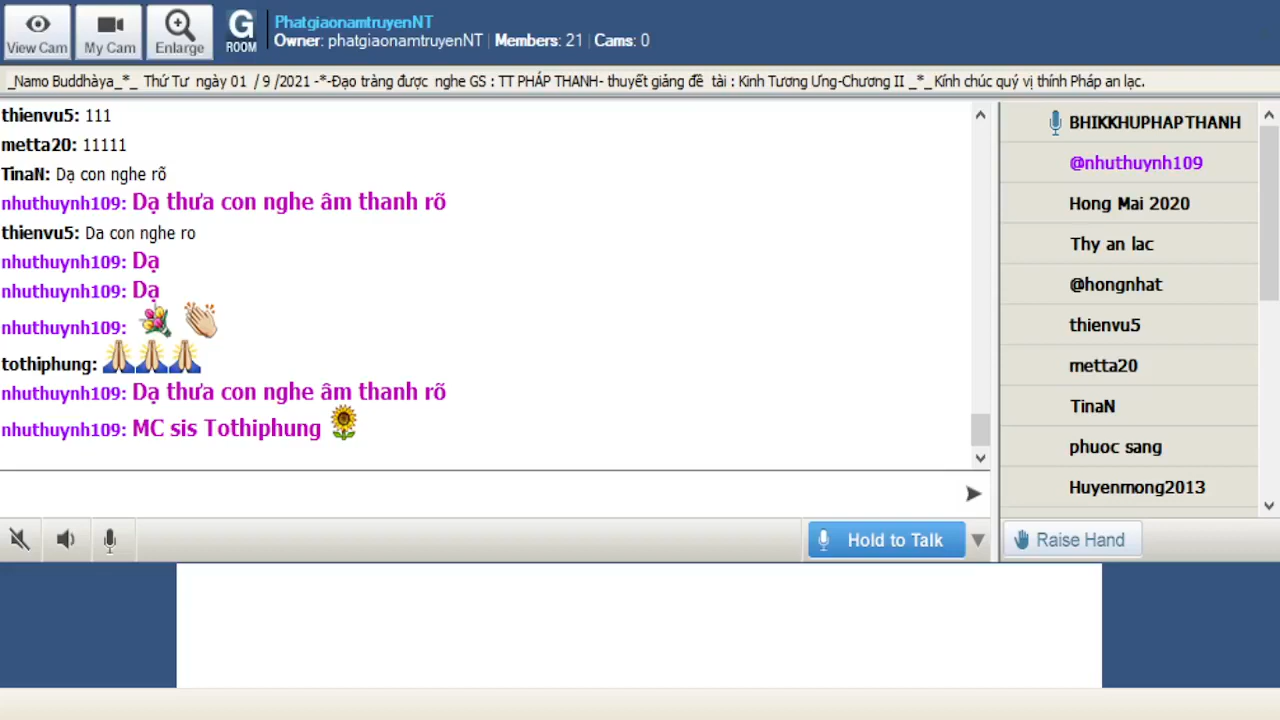 View Cam
My Cam
Enlarge
G
ROOM
PhatgiaonamtruyenNT
Owner: phatgiaonamtruyenNT | Members: 21 | Cams: 0
_Namo Buddhàya_*_ Thứ Tư ngày 01 / 9 /2021 -*-Đạo tràng được nghe GS : TT PHÁP THANH- thuyết giảng đề tài : Kinh Tương Ưng-Chương II _*_Kính chúc quý vị thính Pháp an lạc.
thienvu5: 111
metta20: 11111
TinaN: Dạ con nghe rõ
nhuthuynh109: Dạ thưa con nghe âm thanh rõ
thienvu5: Da con nghe ro
nhuthuynh109: Dạ
nhuthuynh109: Dạ
nhuthuynh109:
tothiphung:
nhuthuynh109: Dạ thưa con nghe âm thanh rõ
nhuthuynh109: MC sis Tothiphung
BHIKKHUPHAPTHANH
@nhuthuynh109
Hong Mai 2020
Thy an lac
@hongnhat
thienvu5
metta20
TinaN
phuoc sang
Huyenmong2013
Hold to Talk
Raise Hand